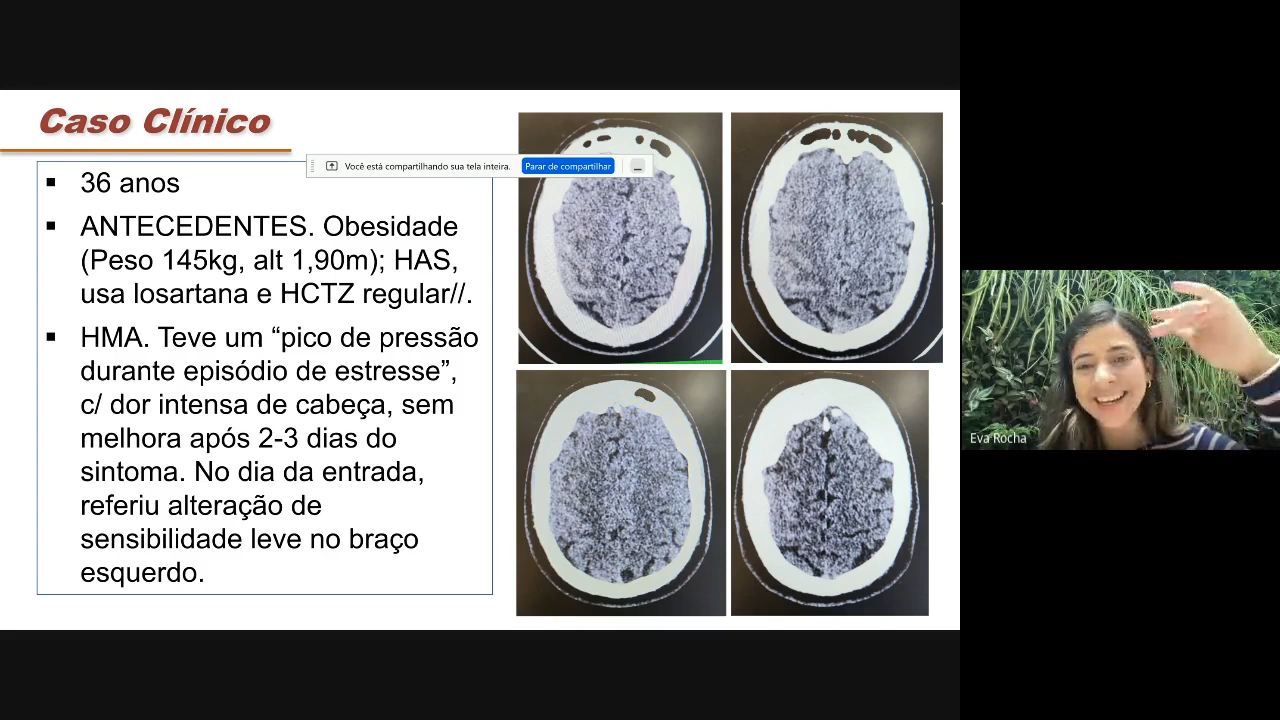 Caso Clínico
Você está compartilhando sua tela inteira. Parar de compartilhar
▪ 36 anos
▪ ANTECEDENTES. Obesidade
(Peso 145kg, alt 1,90m); HAS,
usa losartana e HCTZ regular//.
▪ HMA. Teve um “pico de pressão
durante episódio de estresse”,
c/ dor intensa de cabeça, sem
melhora após 2-3 dias do
sintoma. No dia da entrada,
referiu alteração de
sensibilidade leve no braço
esquerdo.
Eva Rocha